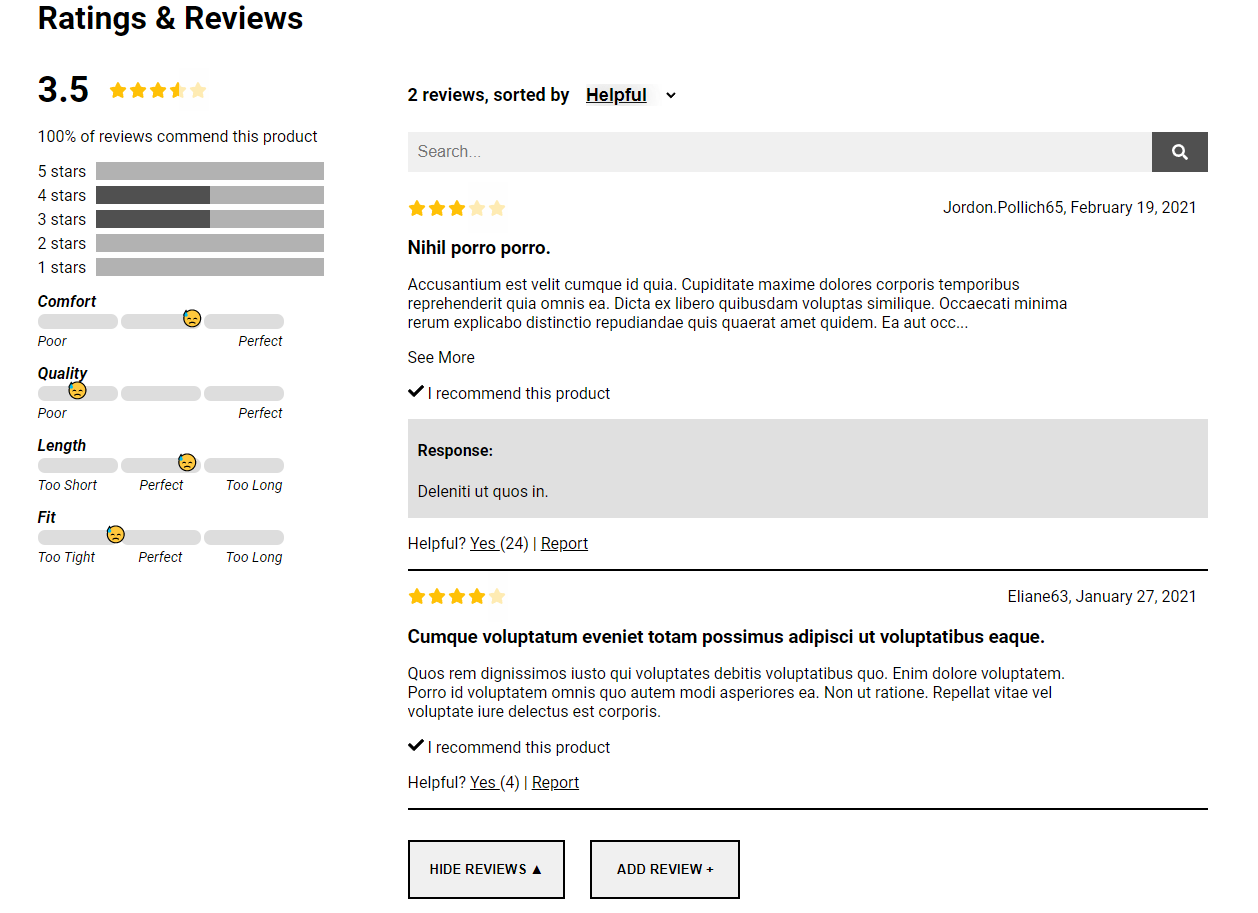 Ratings & Reviews
3.5
100% of reviews commend this product
5 stars
4 stars
3 stars
2 stars
1 stars
Comfort
Poor Perfect
Quality
Poor Perfect
Length
Too Short Perfect Too Long
Fit
Too Tight Perfect Too Long
2 reviews, sorted by Helpful
Search...
Jordon.Pollich65, February 19, 2021
Nihil porro porro.
Accusantium est velit cumque id quia. Cupiditate maxime dolores corporis temporibus
reprehenderit quia omnis ea. Dicta ex libero quibusdam voluptas similique. Occaecati minima
rerum explicabo distinctio repudiandae quis quaerat amet quidem. Ea aut occ...
See More
I recommend this product
Response:
Deleniti ut quos in.
Helpful? Yes (24) | Report
Eliane63, January 27, 2021
Cumque voluptatum eveniet totam possimus adipisci ut voluptatibus eaque.
Quos rem dignissimos iusto qui voluptates debitis voluptatibus quo. Enim dolore voluptatem.
Porro id voluptatem omnis quo autem modi asperiores ea. Non ut ratione. Repellat vitae vel
voluptate iure delectus est corporis.
I recommend this product
Helpful? Yes (4) | Report
HIDE REVIEWS ▲ ADD REVIEW +